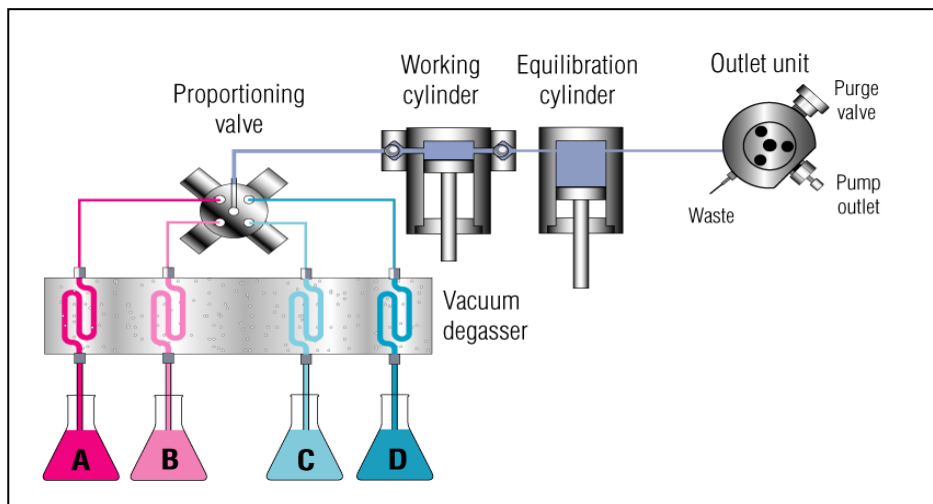 Proportioning
valve
Working
cylinder
Equilibration
cylinder
Outlet unit
Purge
valve
Pump
outlet
Waste
Vacuum
degasser
A
B
C
D